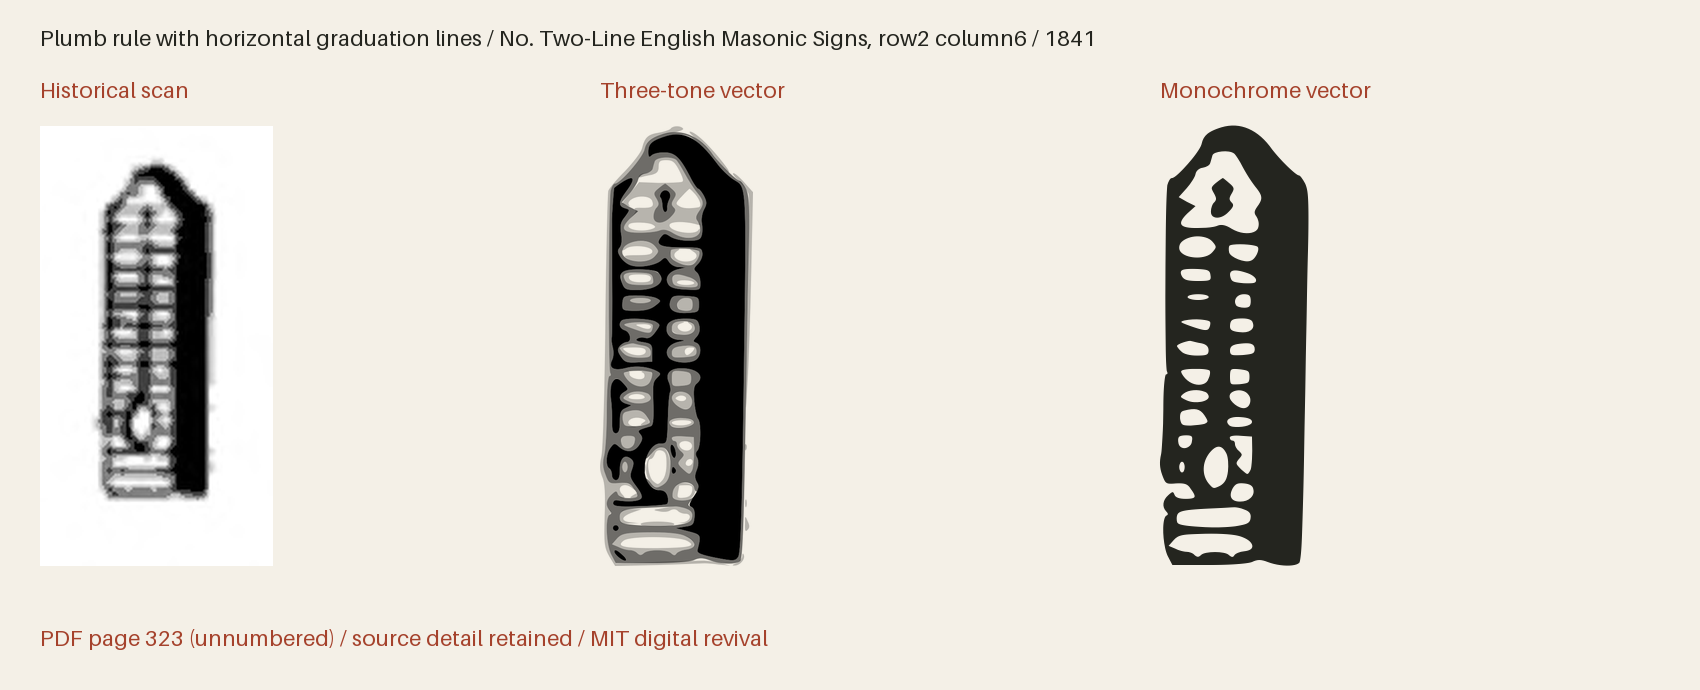 Plumb rule with horizontal graduation lines / No. Two-Line English Masonic Signs, row2 column6 / 1841
Historical scan
Three-tone vector
Monochrome vector
PDF page 323 (unnumbered) / source detail retained / MIT digital revival